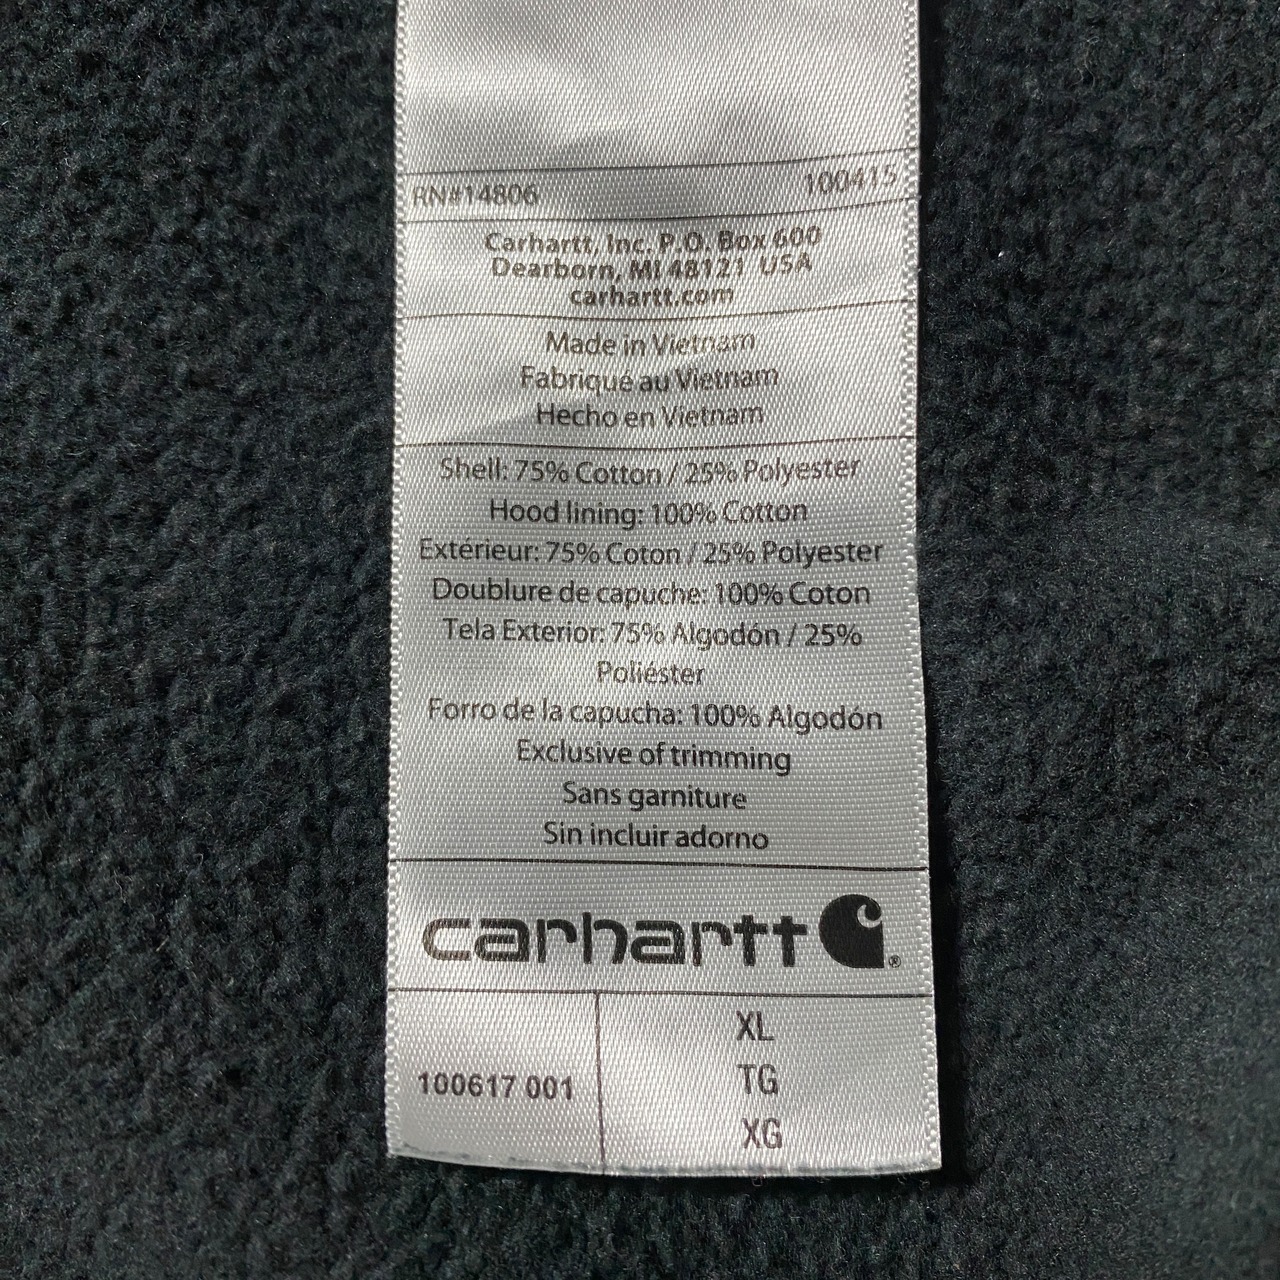 RN#14806 100415
Carhartt, Inc. P.O. Box 600
Dearborn, MI 48121 USA
carhartt.com
Made in Vietnam
Fabriqué au Vietnam
Hecho en Vietnam
Shell: 75% Cotton / 25% Polyester
Hood lining: 100% Cotton
Extérieur: 75% Coton / 25% Polyester
Doublure de capuche: 100% Coton
Tela Exterior: 75% Algodón / 25%
Poliéster
Forro de la capucha: 100% Algodón
Exclusive of trimming
Sans garniture
Sin incluir adorno
carhartt ®
XL
100617 001 TG
XG